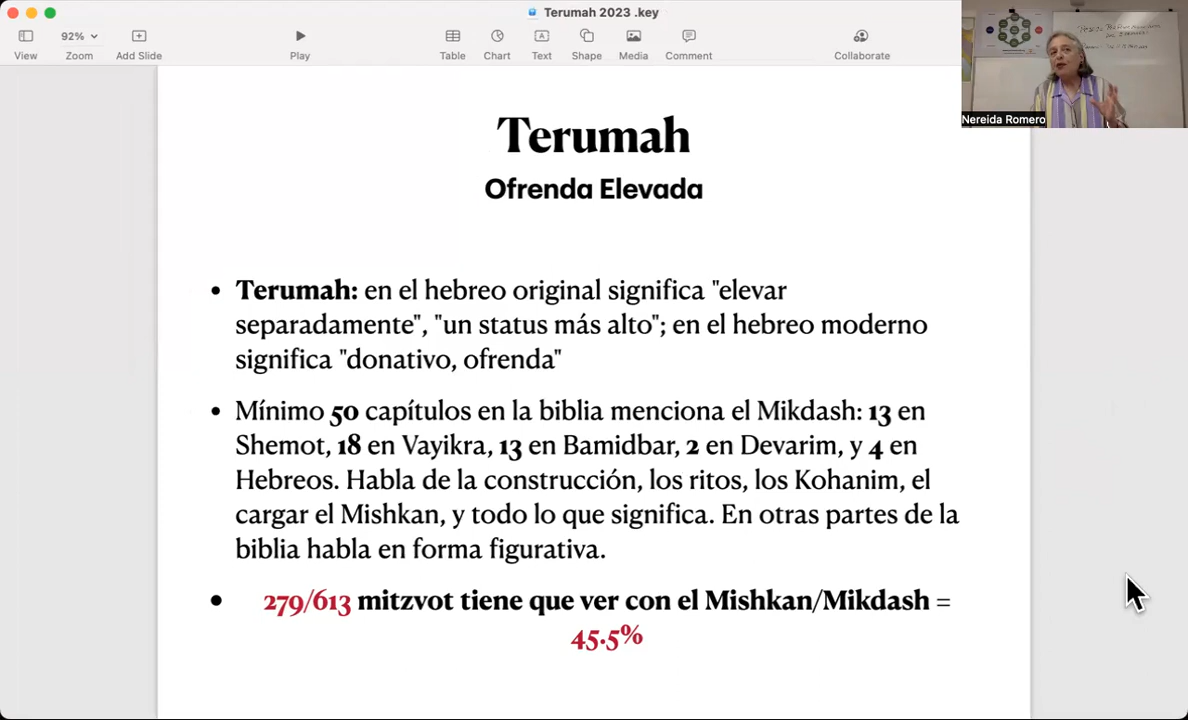 Terumah 2023 .key
92%
View
Zoom
Add Slide
Play
Table
Chart
Text
Shape
Media
Comment
Collaborate
Nereida Romero
Terumah
Ofrenda Elevada
• Terumah: en el hebreo original significa "elevar
separadamente", "un status más alto"; en el hebreo moderno
significa "donativo, ofrenda"
• Mínimo 50 capítulos en la biblia menciona el Mikdash: 13 en
Shemot, 18 en Vayikra, 13 en Bamidbar, 2 en Devarim, y 4 en
Hebreos. Habla de la construcción, los ritos, los Kohanim, el
cargar el Mishkan, y todo lo que significa. En otras partes de la
biblia habla en forma figurativa.
• 279/613 mitzvot tiene que ver con el Mishkan/Mikdash =
45.5%